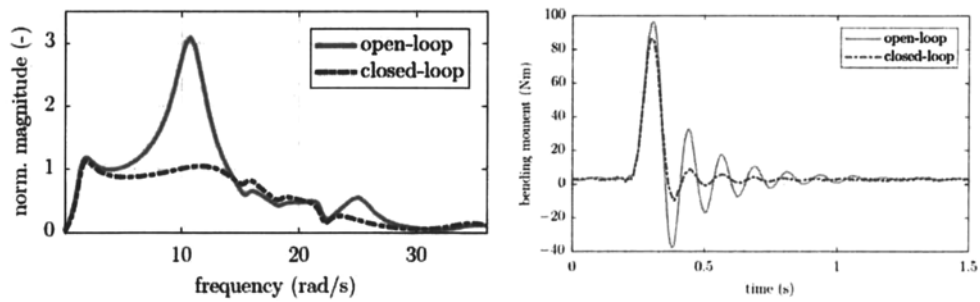 norm. magnitude (-)
3
2
1
0
10
20
30
frequency (rad/s)
open-loop
closed-loop
bending moment (Nm)
100
80
60
40
20
0
−20
−40
0
0.5
1
1.5
time (s)
open-loop
closed-loop